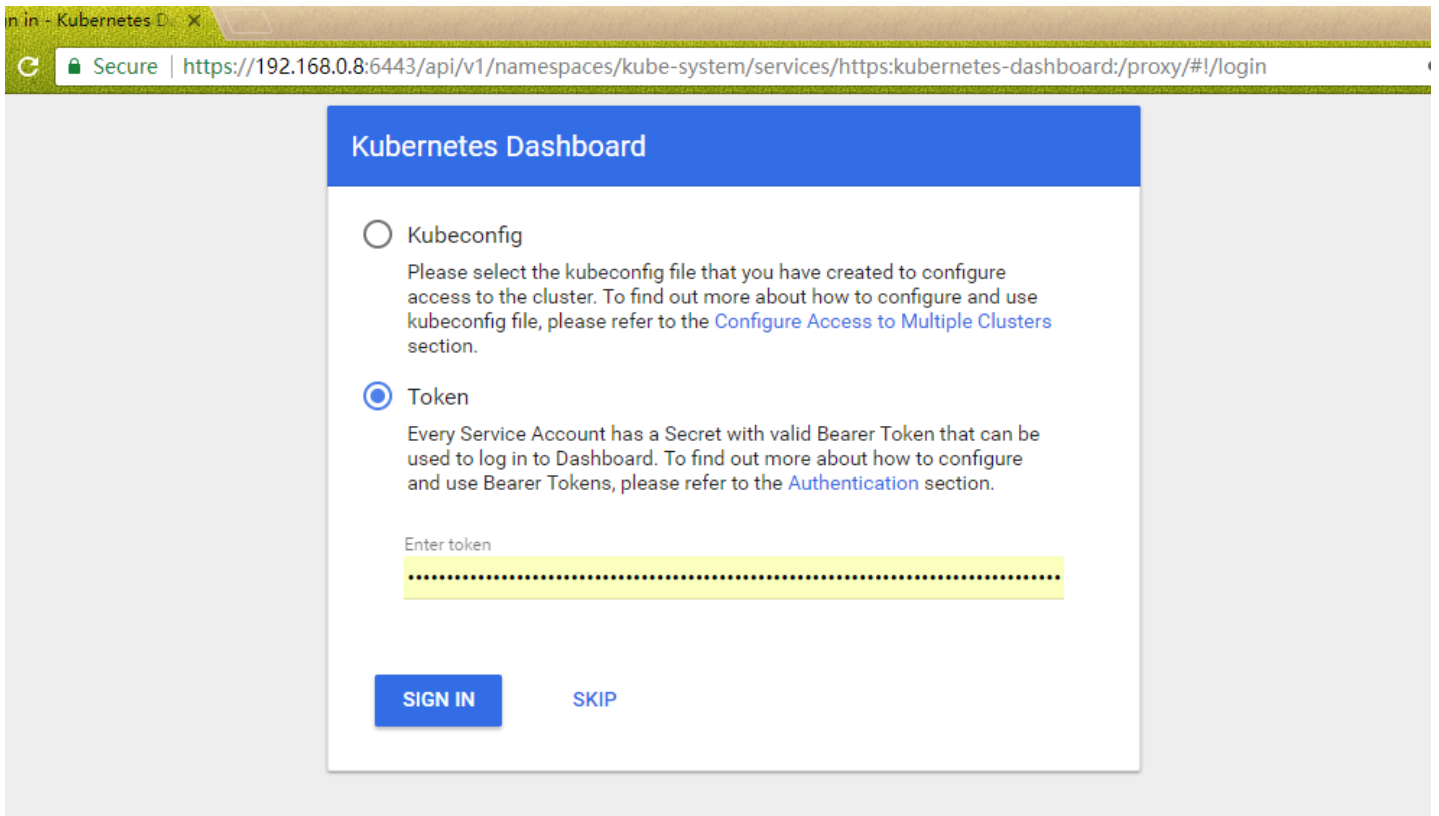 n in - Kubernetes D
Secure | https://192.168.0.8:6443/api/v1/namespaces/kube-system/services/https:kubernetes-dashboard:/proxy/#!/login
Kubernetes Dashboard
Kubeconfig
Please select the kubeconfig file that you have created to configure
access to the cluster. To find out more about how to configure and use
kubeconfig file, please refer to the Configure Access to Multiple Clusters
section.
Token
Every Service Account has a Secret with valid Bearer Token that can be
used to log in to Dashboard. To find out more about how to configure
and use Bearer Tokens, please refer to the Authentication section.
Enter token
SIGN IN
SKIP